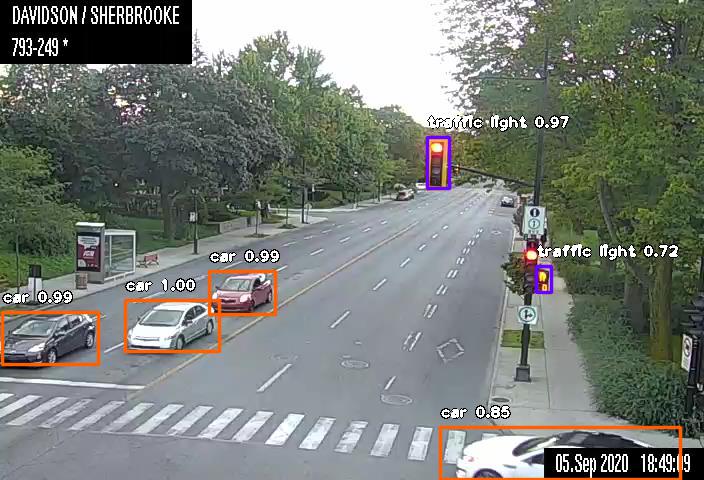 DAVIDSON / SHERBROOKE
793-249 *
traffic light 0.97
traffic light 0.72
car 0.99
car 1.00
car 0.99
car 0.85
05.Sep 2020 18:49:09